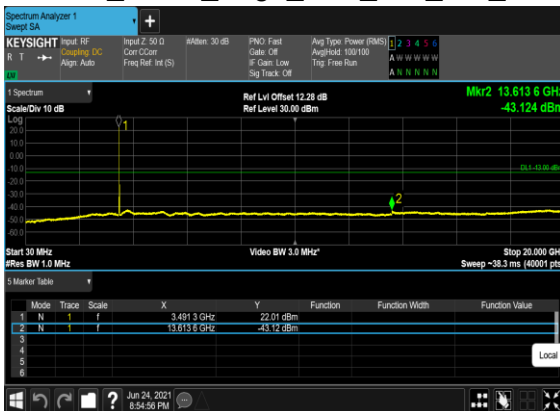 Spectrum Analyzer 1
Swept SA
KEYSIGHT Input: RF Input Z: 50 Ω #Atten: 30 dB PNO: Fast Avg Type: Power (RMS) 1 2 3 4 5 6
R T Coupling: DC Corr CCorr Gate: Off Avg|Hold: 100/100 A W W W W W
Align: Auto Freq Ref: Int (S) IF Gain: Low Trig: Free Run
LV Sig Track: Off A N N N N N
1 Spectrum Ref Lvl Offset 12.28 dB Mkr2 13.613 6 GHz
Scale/Div 10 dB Ref Level 30.00 dBm -43.124 dBm
Log
20.0
10.0
0.00
-10.0
-20.0
-30.0
-40.0
-50.0
-60.0
1
2
DL1 -13.00 dBm
Start 30 MHz Video BW 3.0 MHz* Stop 20.000 GH
#Res BW 1.0 MHz Sweep ~38.3 ms (40001 pts
5 Marker Table
Mode Trace Scale X Y Function Function Width Function Value
1 N 1 f 3.491 3 GHz 22.01 dBm
2 N 1 f 13.613 6 GHz -43.12 dBm
3
4
5
6
Local
? Jun 24, 2021
8:54:56 PM